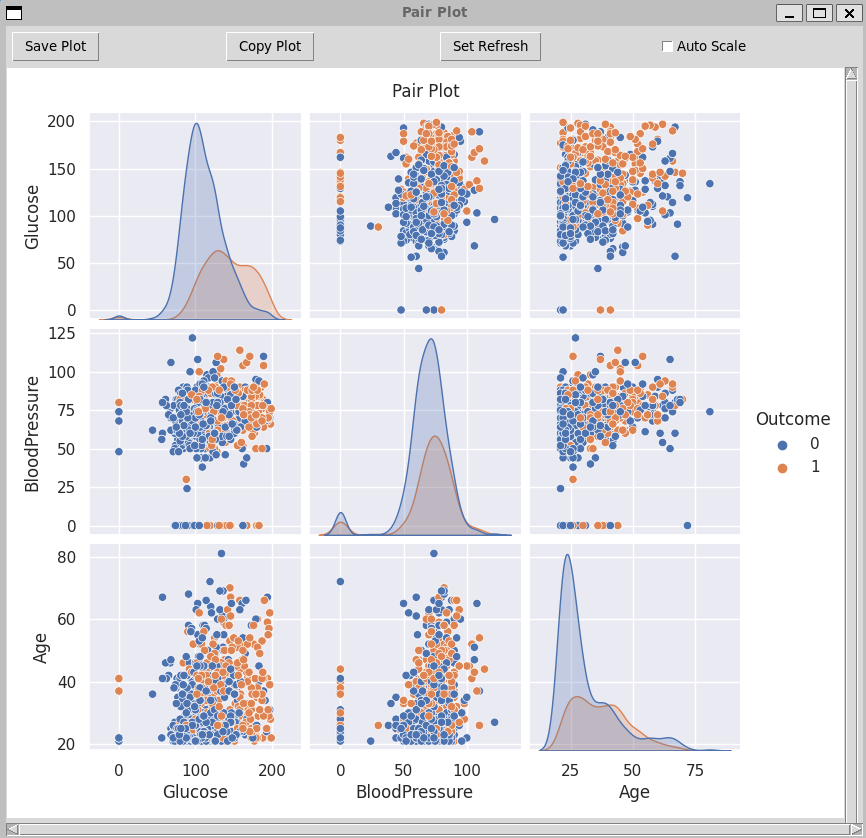 Pair Plot
Save Plot
Copy Plot
Set Refresh
Auto Scale
Pair Plot
200
150
100
50
0
Glucose
125
100
75
50
25
0
BloodPressure
80
60
40
20
Age
0 100 200
0 50 100
25 50 75
Glucose
BloodPressure
Age
Outcome
0
1